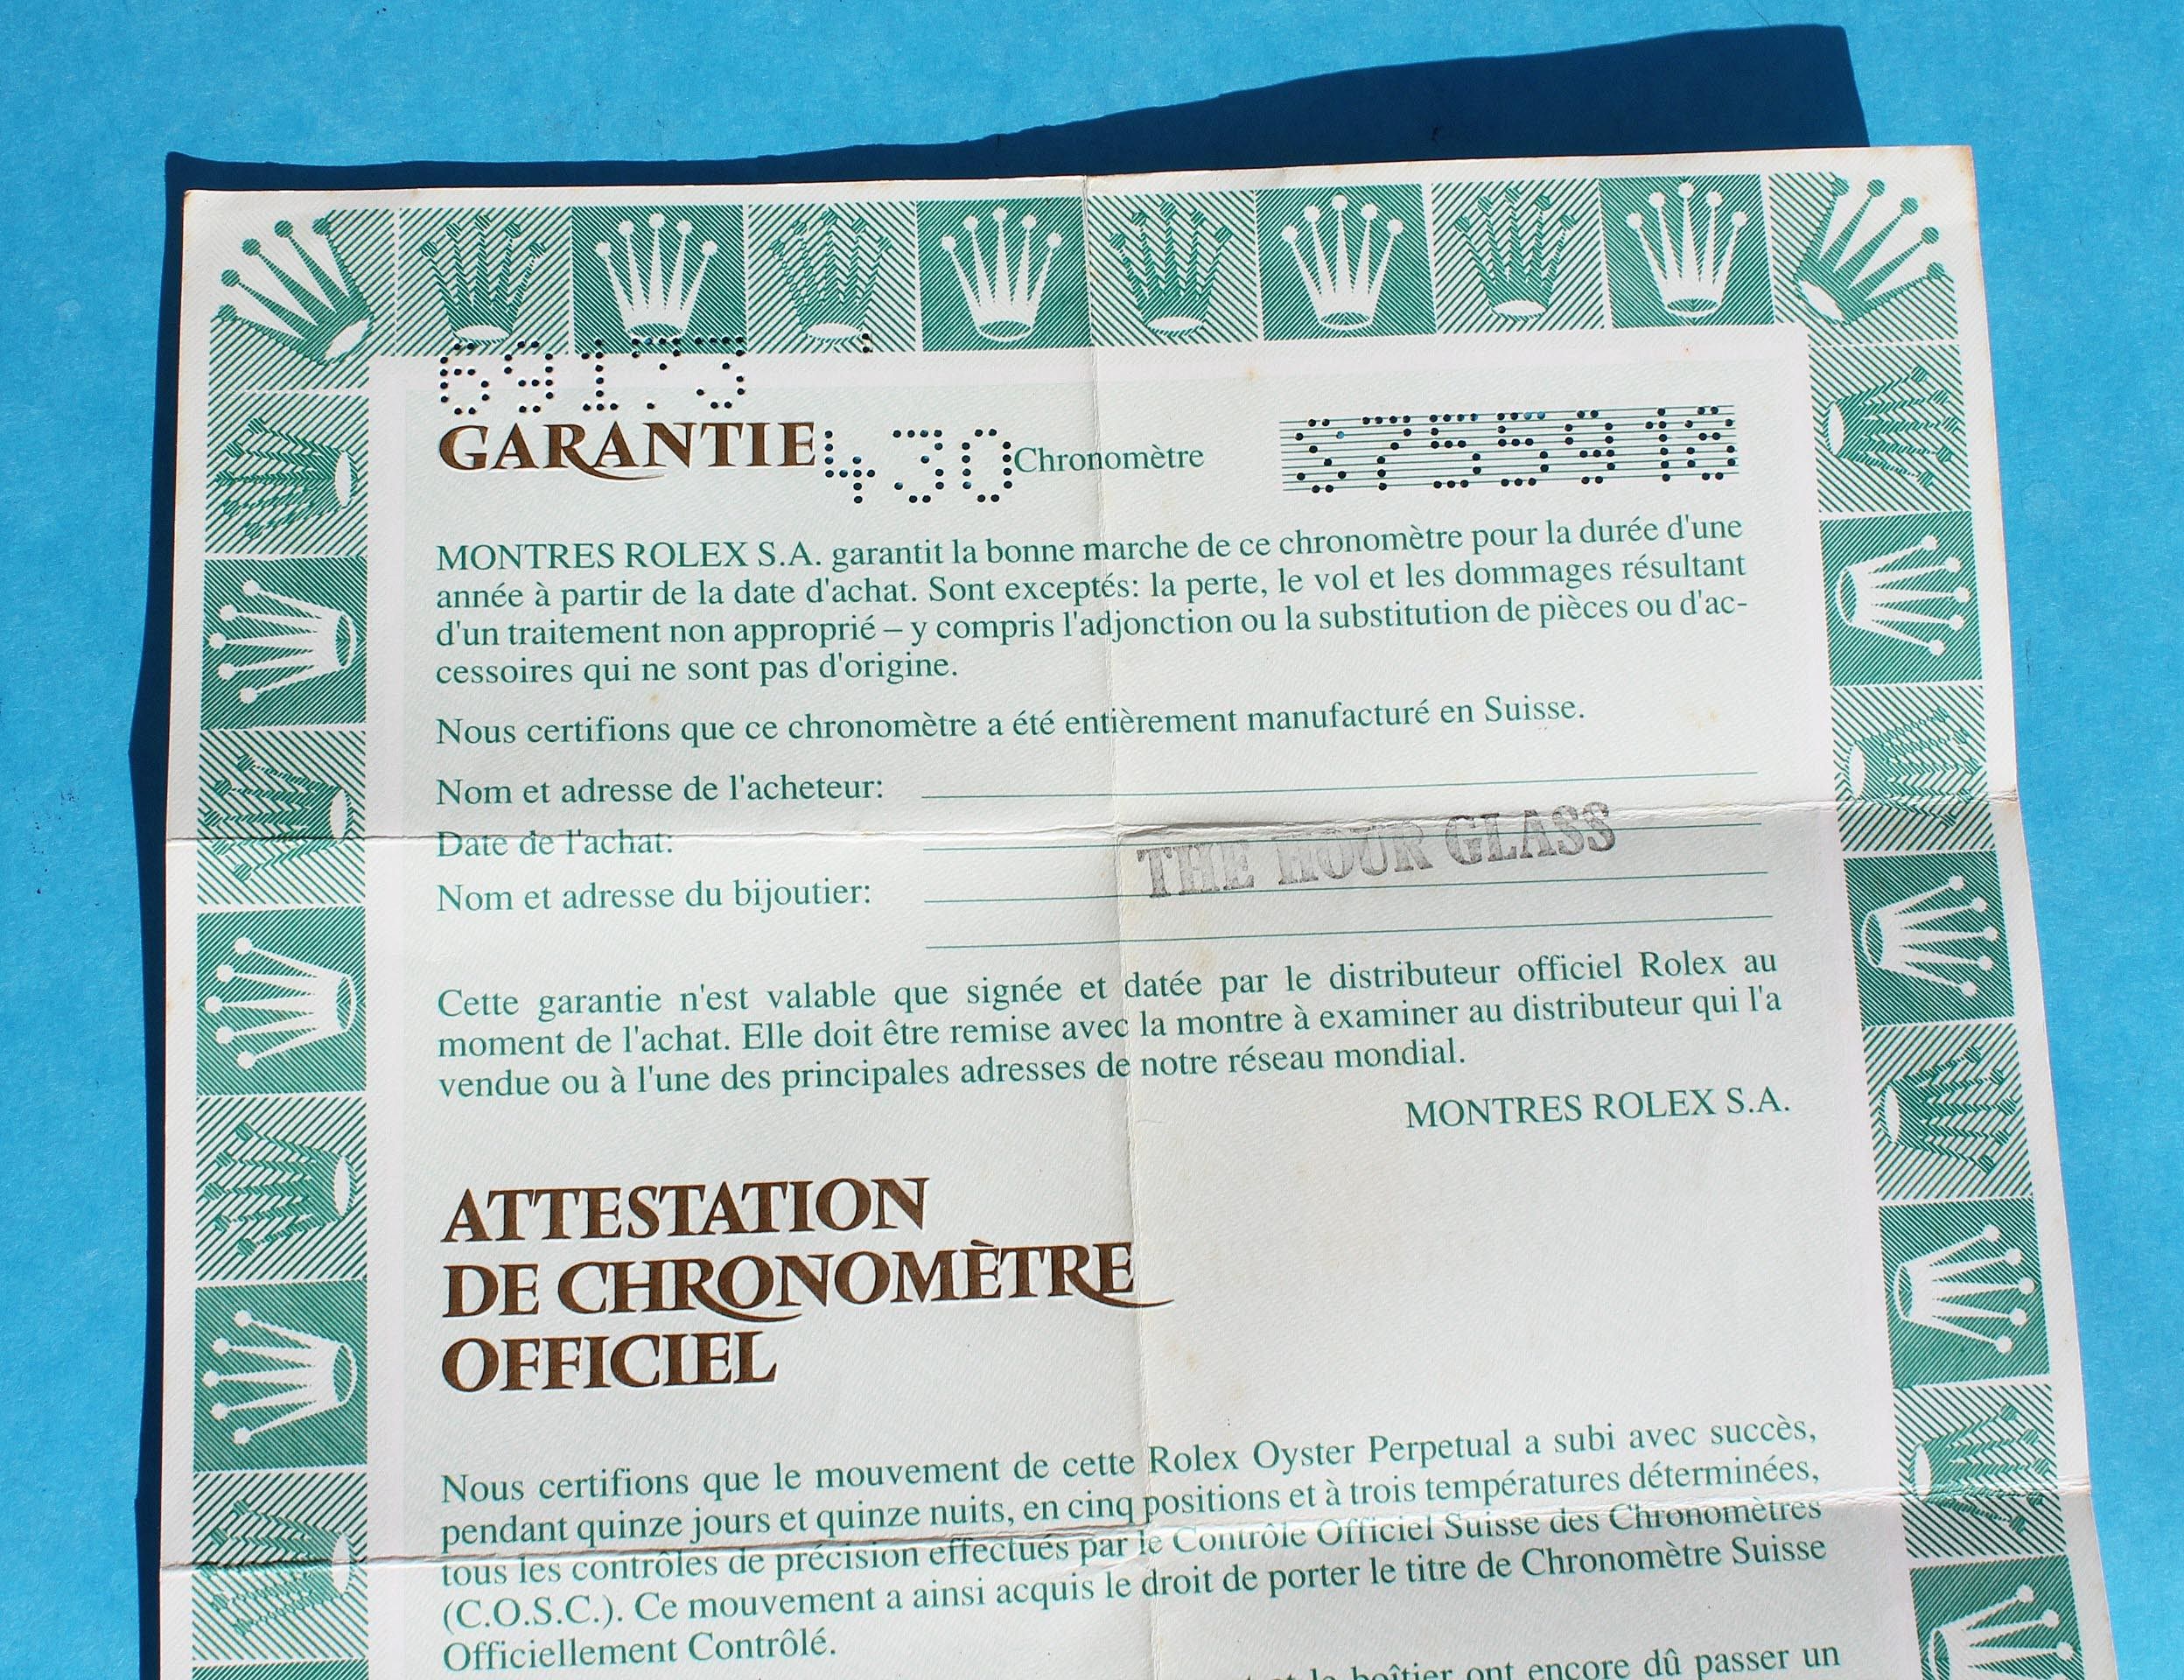 69173
GARANTIE 430 Chronomètre
MONTRES ROLEX S.A. garantit la bonne marche de ce chronomètre pour la durée d'une
année à partir de la date d'achat. Sont exceptés: la perte, le vol et les dommages résultant
d'un traitement non approprié – y compris l'adjonction ou la substitution de pièces ou d'ac-
cessoires qui ne sont pas d'origine.
Nous certifions que ce chronomètre a été entièrement manufacturé en Suisse.
Nom et adresse de l'acheteur:
Date de l'achat:
THE HOUR GLASS
Nom et adresse du bijoutier:
Cette garantie n'est valable que signée et datée par le distributeur officiel Rolex au
moment de l'achat. Elle doit être remise avec la montre à examiner au distributeur qui l'a
vendue ou à l'une des principales adresses de notre réseau mondial.
MONTRES ROLEX S.A.
ATTESTATION
DE CHRONOMÈTRE
OFFICIEL
Nous certifions que le mouvement de cette Rolex Oyster Perpetual a subi avec succès,
pendant quinze jours et quinze nuits, en cinq positions et à trois températures déterminées,
tous les contrôles de précision effectués par le Contrôle Officiel Suisse des Chronomètres
(C.O.S.C.). Ce mouvement a ainsi acquis le droit de porter le titre de Chronomètre Suisse
Officiellement Contrôlé.
boîtier ont encore dû passer un